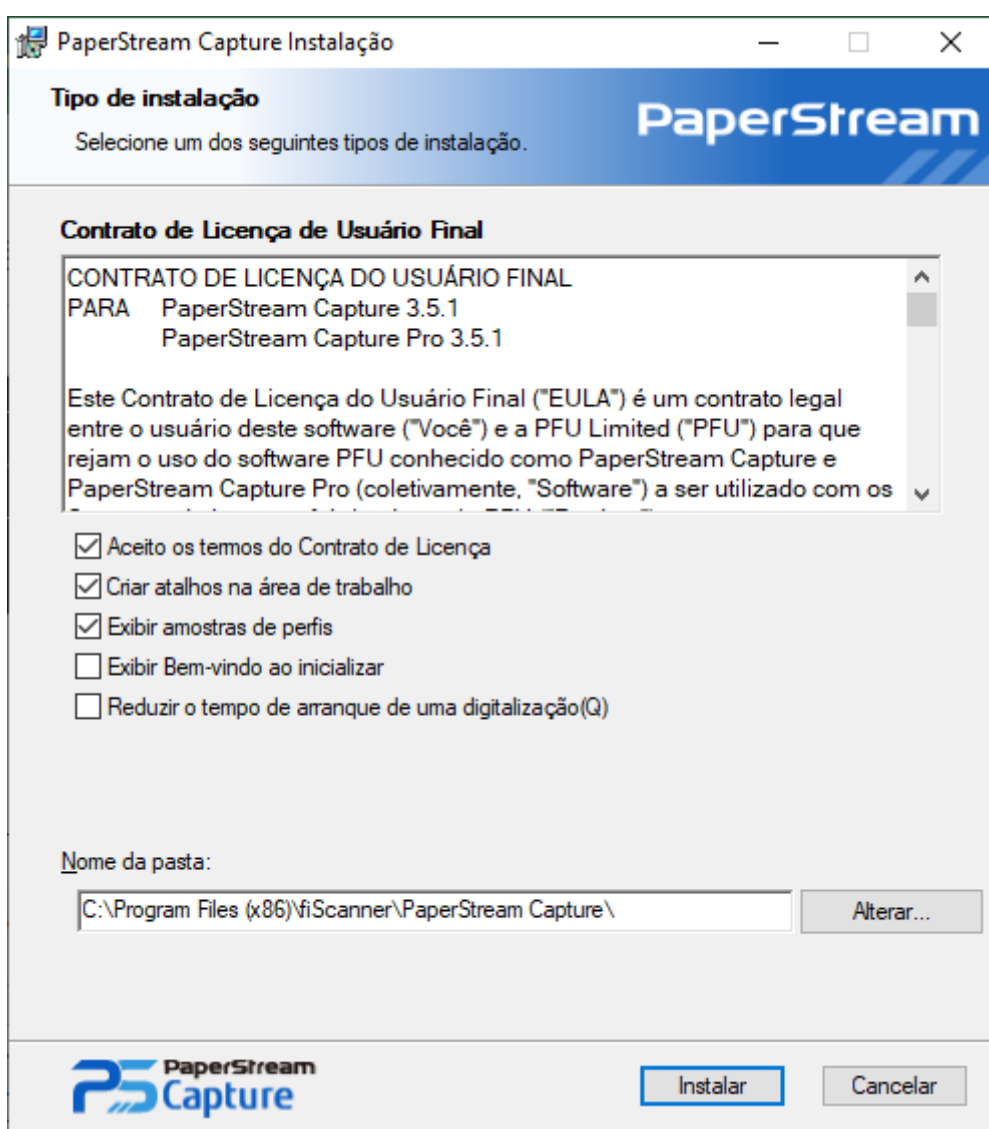 PaperStream Capture Instalação
Tipo de instalação
Selecione um dos seguintes tipos de instalação.
PaperStream
Contrato de Licença de Usuário Final
CONTRATO DE LICENÇA DO USUÁRIO FINAL
PARA PaperStream Capture 3.5.1
PaperStream Capture Pro 3.5.1
Este Contrato de Licença do Usuário Final ("EULA") é um contrato legal
entre o usuário deste software ("Você") e a PFU Limited ("PFU") para que
rejam o uso do software PFU conhecido como PaperStream Capture e
PaperStream Capture Pro (coletivamente, "Software") a ser utilizado com os
Aceito os termos do Contrato de Licença
Criar atalhos na área de trabalho
Exibir amostras de perfis
Exibir Bem-vindo ao inicializar
Reduzir o tempo de arranque de uma digitalização(Q)
Nome da pasta:
C:\Program Files (x86)\fiScanner\PaperStream Capture\
Alterar...
PS PaperStream
Capture
Instalar
Cancelar